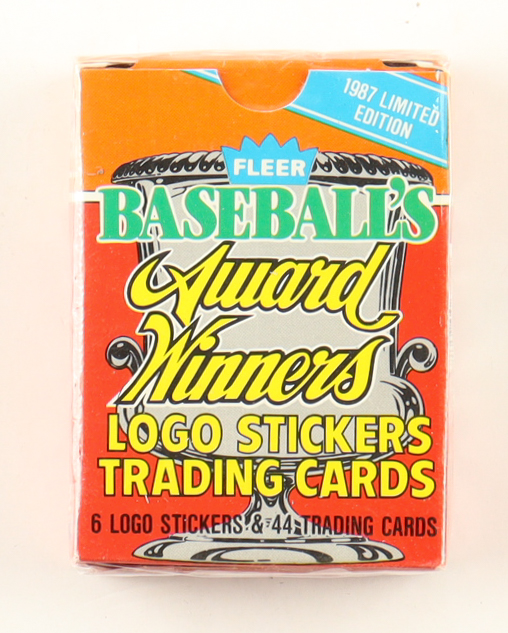 1987 LIMITED
EDITION
FLEER
BASEBALL'S
Award
Winners
LOGO STICKERS
TRADING CARDS
6 LOGO STICKERS & 44 TRADING CARDS